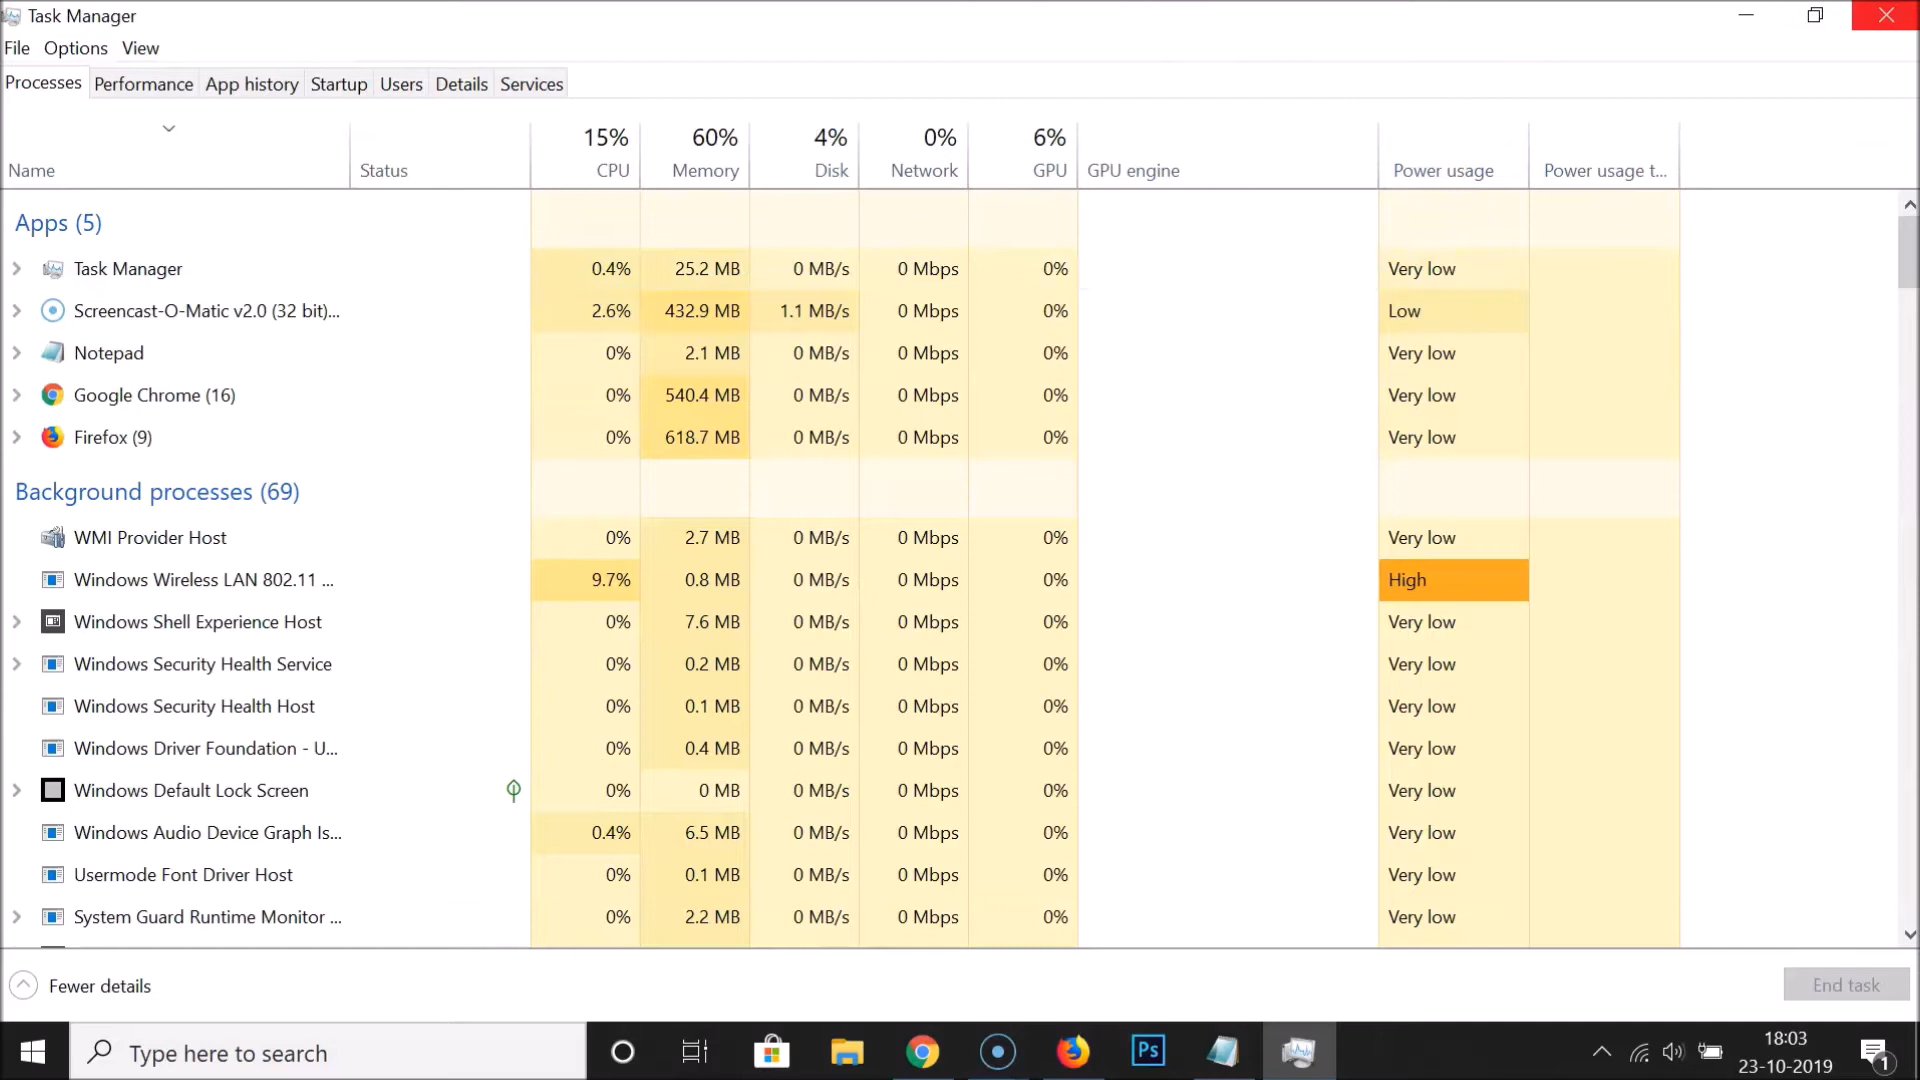 Task Manager
File Options View
Processes Performance App history Startup Users Details Services
15% 60% 4% 0% 6%
Name Status CPU Memory Disk Network GPU GPU engine Power usage Power usage t...
Apps (5)
Task Manager 0.4% 25.2 MB 0 MB/s 0 Mbps 0% Very low
Screencast-O-Matic v2.0 (32 bit)... 2.6% 432.9 MB 1.1 MB/s 0 Mbps 0% Low
Notepad 0% 2.1 MB 0 MB/s 0 Mbps 0% Very low
Google Chrome (16) 0% 540.4 MB 0 MB/s 0 Mbps 0% Very low
Firefox (9) 0% 618.7 MB 0 MB/s 0 Mbps 0% Very low
Background processes (69)
WMI Provider Host 0% 2.7 MB 0 MB/s 0 Mbps 0% Very low
Windows Wireless LAN 802.11 ... 9.7% 0.8 MB 0 MB/s 0 Mbps 0% High
Windows Shell Experience Host 0% 7.6 MB 0 MB/s 0 Mbps 0% Very low
Windows Security Health Service 0% 0.2 MB 0 MB/s 0 Mbps 0% Very low
Windows Security Health Host 0% 0.1 MB 0 MB/s 0 Mbps 0% Very low
Windows Driver Foundation - U... 0% 0.4 MB 0 MB/s 0 Mbps 0% Very low
Windows Default Lock Screen 0% 0 MB 0 MB/s 0 Mbps 0% Very low
Windows Audio Device Graph Is... 0.4% 6.5 MB 0 MB/s 0 Mbps 0% Very low
Usermode Font Driver Host 0% 0.1 MB 0 MB/s 0 Mbps 0% Very low
System Guard Runtime Monitor ... 0% 2.2 MB 0 MB/s 0 Mbps 0% Very low
Fewer details End task
Type here to search Ps 18:03
23-10-2019 1